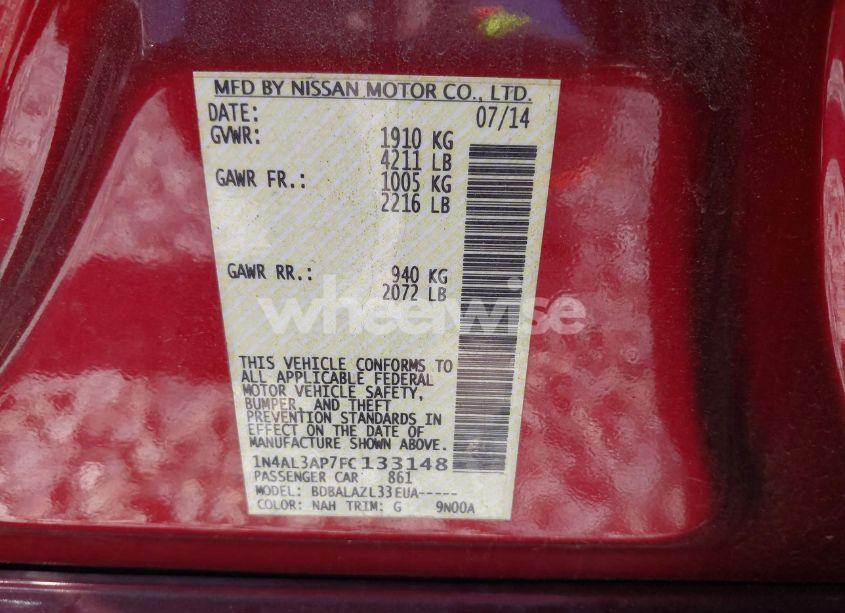 MFD BY NISSAN MOTOR CO., LTD.
DATE: 07/14
GVWR: 1910 KG
4211 LB
GAWR FR.: 1005 KG
2216 LB
GAWR RR.: 940 KG
2072 LB
wheelwise
THIS VEHICLE CONFORMS TO
ALL APPLICABLE FEDERAL
MOTOR VEHICLE SAFETY,
BUMPER, AND THEFT
PREVENTION STANDARDS IN
EFFECT ON THE DATE OF
MANUFACTURE SHOWN ABOVE.
1N4AL3AP7FC133148
PASSENGER CAR 861
MODEL: BDBALAZL33EUA-----
COLOR: NAH TRIM: G 9N00A